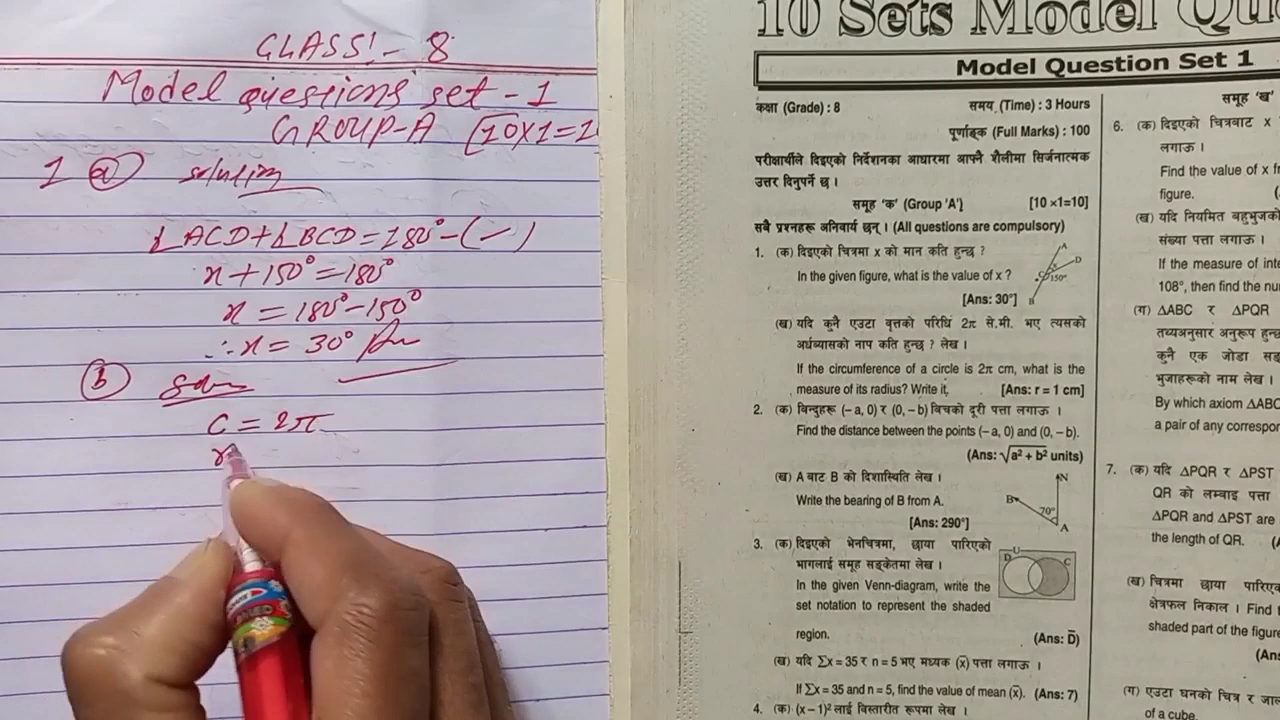 CLASS:- 8
Model questions set - 1
GROUP-A [10×1=1
1 (a) solution
∠ACD+∠BCD=180°-(-)
x+150°=180°
x = 180°-150°
∴x = 30° Ans
(b) Soln
C = 2π
10 Sets Model Qu
Model Question Set 1
कक्षा (Grade) : 8 समय (Time) : 3 Hours
पूर्णाङ्क (Full Marks) : 100
परीक्षार्थीले दिइएको निर्देशनका आधारमा आफ्नै शैलीमा सिर्जनात्मक
उत्तर दिनुपर्ने छ ।
समूह 'क' (Group 'A') [10 ×1=10]
सबै प्रश्नहरू अनिवार्य छन् । (All questions are compulsory)
1. (क) दिइएको चित्रमा x को मान कति हुन्छ ?
In the given figure, what is the value of x ?
[Ans: 30°]
A
D
C
150°
B
(ख) यदि कुनै एउटा वृत्तको परिधि 2π से.मी. भए त्यसको
अर्धव्यासको नाप कति हुन्छ ? लेख ।
If the circumference of a circle is 2π cm, what is the
measure of its radius? Write it. [Ans: r = 1 cm]
2. (क) बिन्दुहरू (– a, 0) र (0, – b) बिचको दूरी पत्ता लगाऊ ।
Find the distance between the points (– a, 0) and (0, – b).
(Ans: √a² + b² units)
(ख) A बाट B को दिशास्थिति लेख ।
Write the bearing of B from A.
[Ans: 290°]
N
B
70°
A
3. (क) दिइएको भेनचित्रमा, छाया पारिएको
भागलाई समूह सङ्केतमा लेख ।
In the given Venn-diagram, write the
set notation to represent the shaded
region. (Ans: D̅)
D U C
(ख) यदि ∑x = 35 र n = 5 भए मध्यक (x̅) पत्ता लगाऊ ।
If ∑x = 35 and n = 5, find the value of mean (x̅). (Ans: 7)
4. (क) (x – 1)² लाई विस्तारीत रूपमा लेख ।
समूह 'ख'
6. (क) दिइएको चित्रबाट x
लगाऊ ।
Find the value of x
figure.
(ख) यदि नियमित बहुभुजको
संख्या पत्ता लगाऊ ।
If the measure of
108°, then find the
(ग) ΔABC र ΔPQR
तथ्यअनुसार अनुरूप
कुनै एक जोडा
भुजाहरूको नाम लेख ।
By which axiom ΔABC
a pair of any
7. (क) यदि ΔPQR र ΔPST
QR को लम्बाइ पत्ता
ΔPQR and ΔPST are
the length of QR.
(ख) चित्रमा छाया
क्षेत्रफल निकाल । Find
shaded part of the figure
(Ans
(ग) एउटा घनको चित्र र
of a cube.